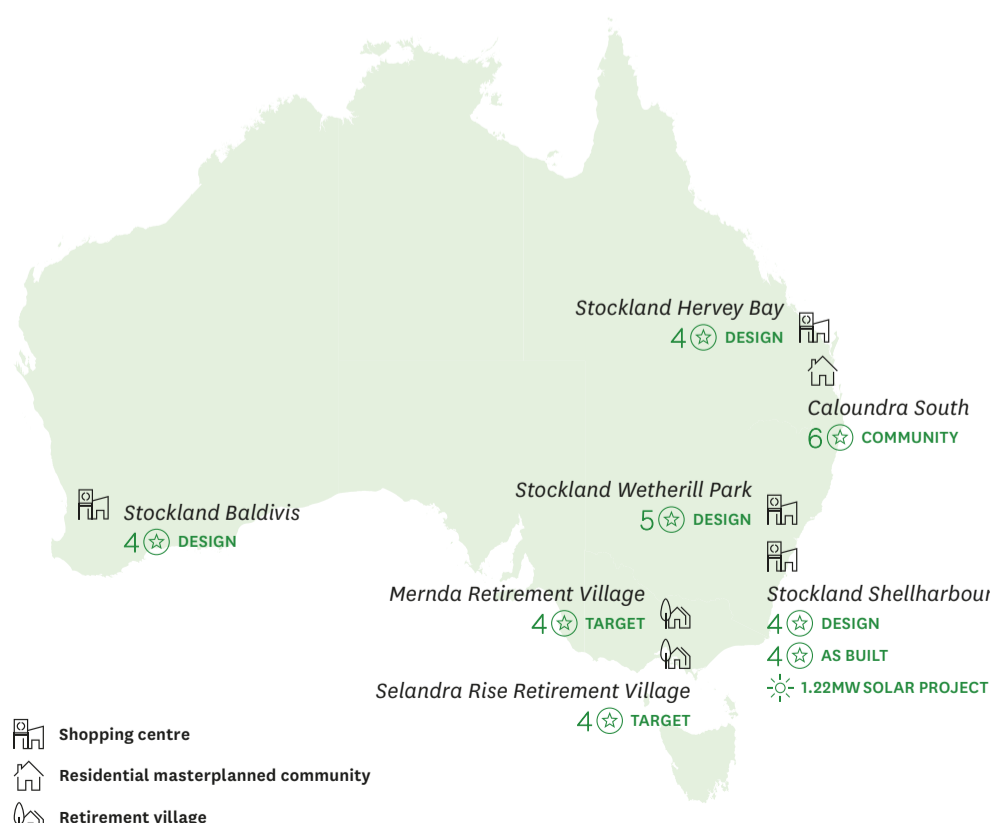 Stockland Hervey Bay
4 DESIGN
Caloundra South
6 COMMUNITY
Stockland Wetherill Park
5 DESIGN
Stockland Baldivis
4 DESIGN
Mernda Retirement Village
4 TARGET
Stockland Shellharbour
4 DESIGN
4 AS BUILT
1.22MW SOLAR PROJECT
Selandra Rise Retirement Village
4 TARGET
Shopping centre
Residential masterplanned community
Retirement village